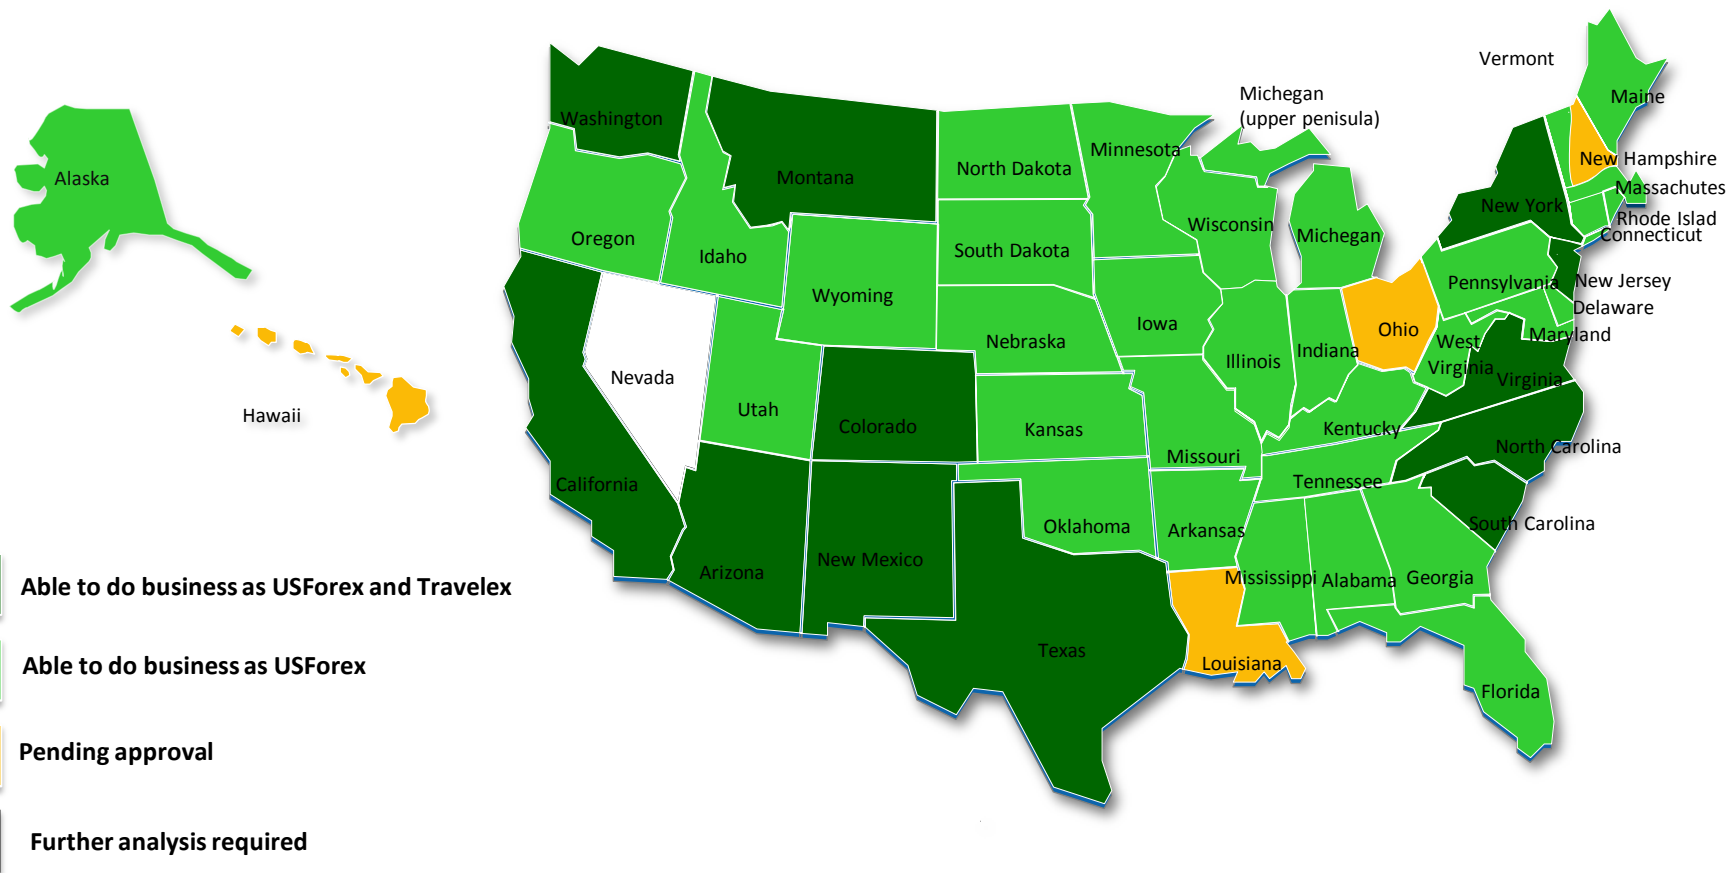 Vermont
Michegan
(upper penisula)
Maine
Washington
Minnesota
New Hampshire
North Dakota
Alaska
Montana
Massachutes
New York
Rhode Islad
Wisconsin
Connecticut
Oregon
Michegan
South Dakota
Idaho
Pennsylvania
New Jersey
Wyoming
Delaware
Iowa
Ohio
Maryland
Nebraska
West
Virginia
Indiana
Illinois
Nevada
Virginia
Utah
Hawaii
Colorado
Kansas
Kentucky
North Carolina
Missouri
California
Tennessee
South Carolina
Oklahoma
Arkansas
New Mexico
Arizona
Mississippi
Alabama
Georgia
Able to do business as USForex and Travelex
Texas
Louisiana
Able to do business as USForex
Florida
Pending approval
Further analysis required